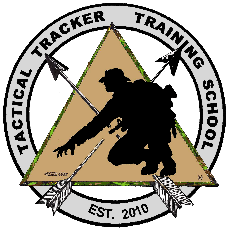 TACTICAL TRACKER TRAINING SCHOOL
EST. 2010